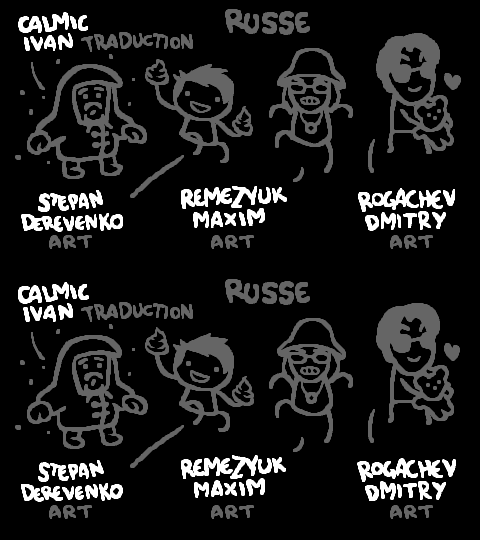 RUSSE
CALMIC
IVAN TRADUCTION
STEPAN
DEREVENKO
ART
REMEZYUK
MAXIM
ART
ROGACHEV
DMITRY
ART
RUSSE
CALMIC
IVAN TRADUCTION
STEPAN
DEREVENKO
ART
REMEZYUK
MAXIM
ART
ROGACHEV
DMITRY
ART